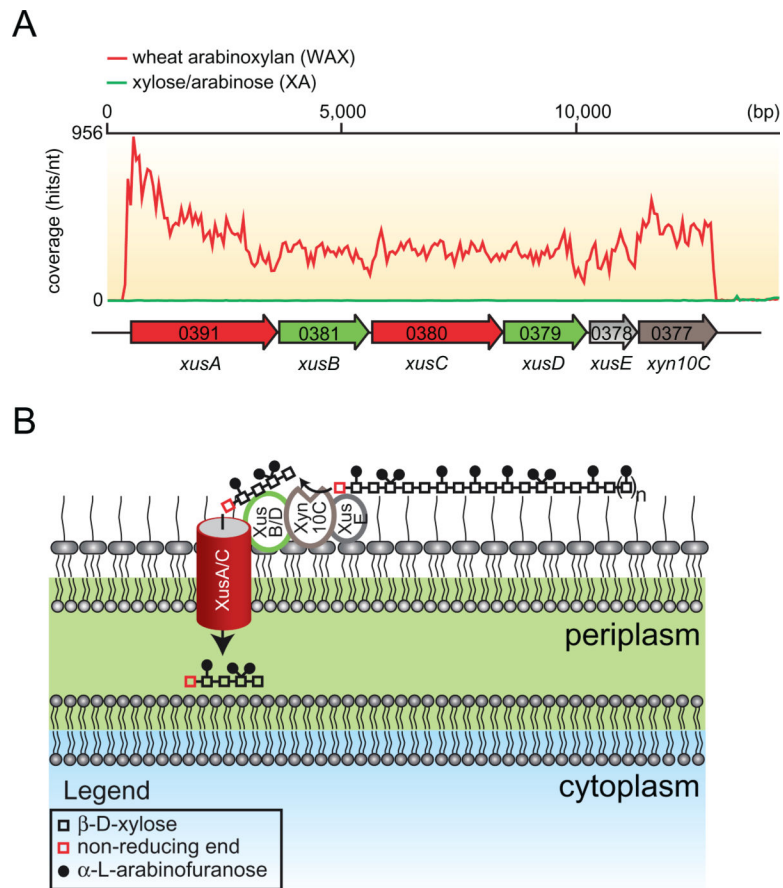 A
wheat arabinoxylan (WAX)
xylose/arabinose (XA)
0 5,000 10,000 (bp)
956
coverage (hits/nt)
0
0391 0381 0380 0379 0378 0377
xusA xusB xusC xusD xusE xyn10C
B
( )n
Xus B/D
Xyn 10C
Xus E
XusA/C
periplasm
cytoplasm
Legend
β-D-xylose
non-reducing end
α-L-arabinofuranose